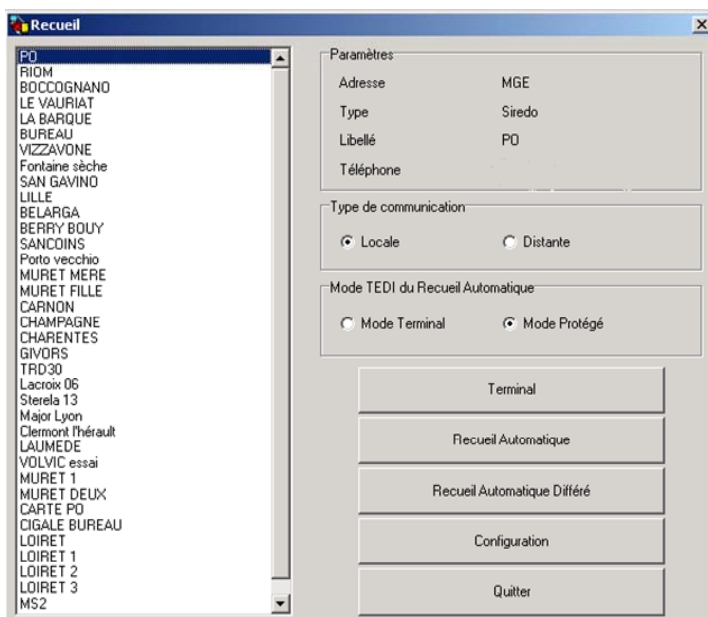 Recueil
PO
RIOM
BOCCOGNANO
LE VAURIAT
LA BARQUE
BUREAU
VIZZAVONE
Fontaine sèche
SAN GAVINO
LILLE
BELARGA
BERRY BOUY
SANCOINS
Porto vecchio
MURET MERE
MURET FILLE
CARNON
CHAMPAGNE
CHARENTES
GIVORS
TRD30
Lacroix 06
Sterela 13
Major Lyon
Clermont l'hérault
LAUMEDE
VOLVIC essai
MURET 1
MURET DEUX
CARTE PO
CIGALE BUREAU
LOIRET
LOIRET 1
LOIRET 2
LOIRET 3
MS2
Paramètres
Adresse MGE
Type Siredo
Libellé PO
Téléphone
Type de communication
Locale Distante
Mode TEDI du Recueil Automatique
Mode Terminal Mode Protégé
Terminal
Recueil Automatique
Recueil Automatique Différé
Configuration
Quitter